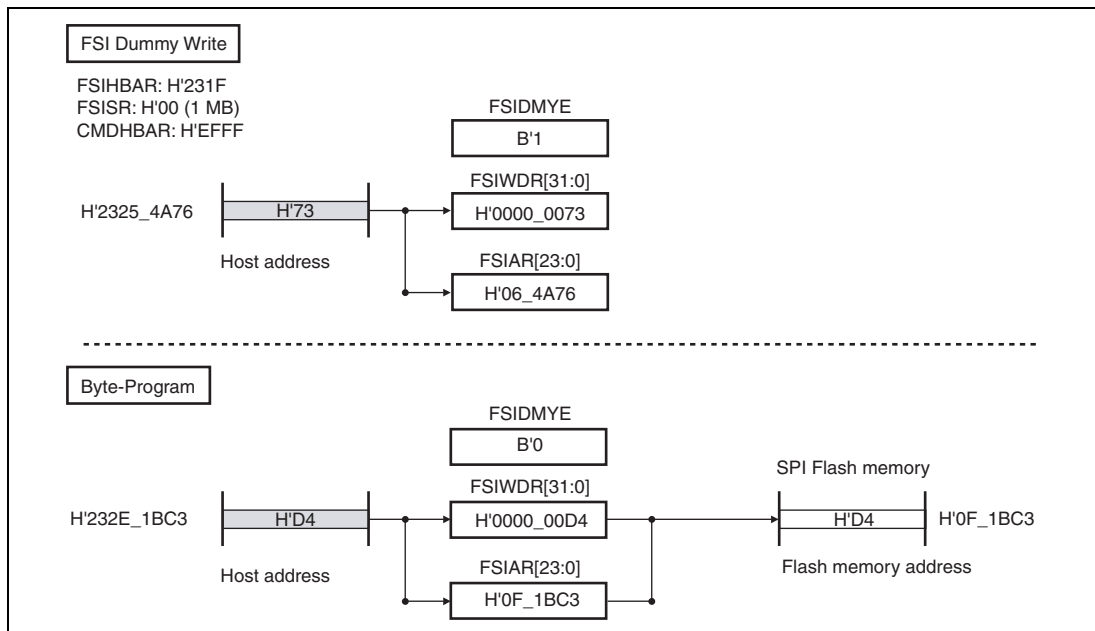 FSI Dummy Write
FSIHBAR: H'231F
FSISR: H'00 (1 MB)
CMDHBAR: H'EFFF
FSIDMYE
B'1
FSIWDR[31:0]
H'2325_4A76
H'73
H'0000_0073
Host address
FSIAR[23:0]
H'06_4A76
Byte-Program
FSIDMYE
B'0
SPI Flash memory
FSIWDR[31:0]
H'232E_1BC3
H'D4
H'0000_00D4
H'D4
H'0F_1BC3
Host address
FSIAR[23:0]
Flash memory address
H'0F_1BC3